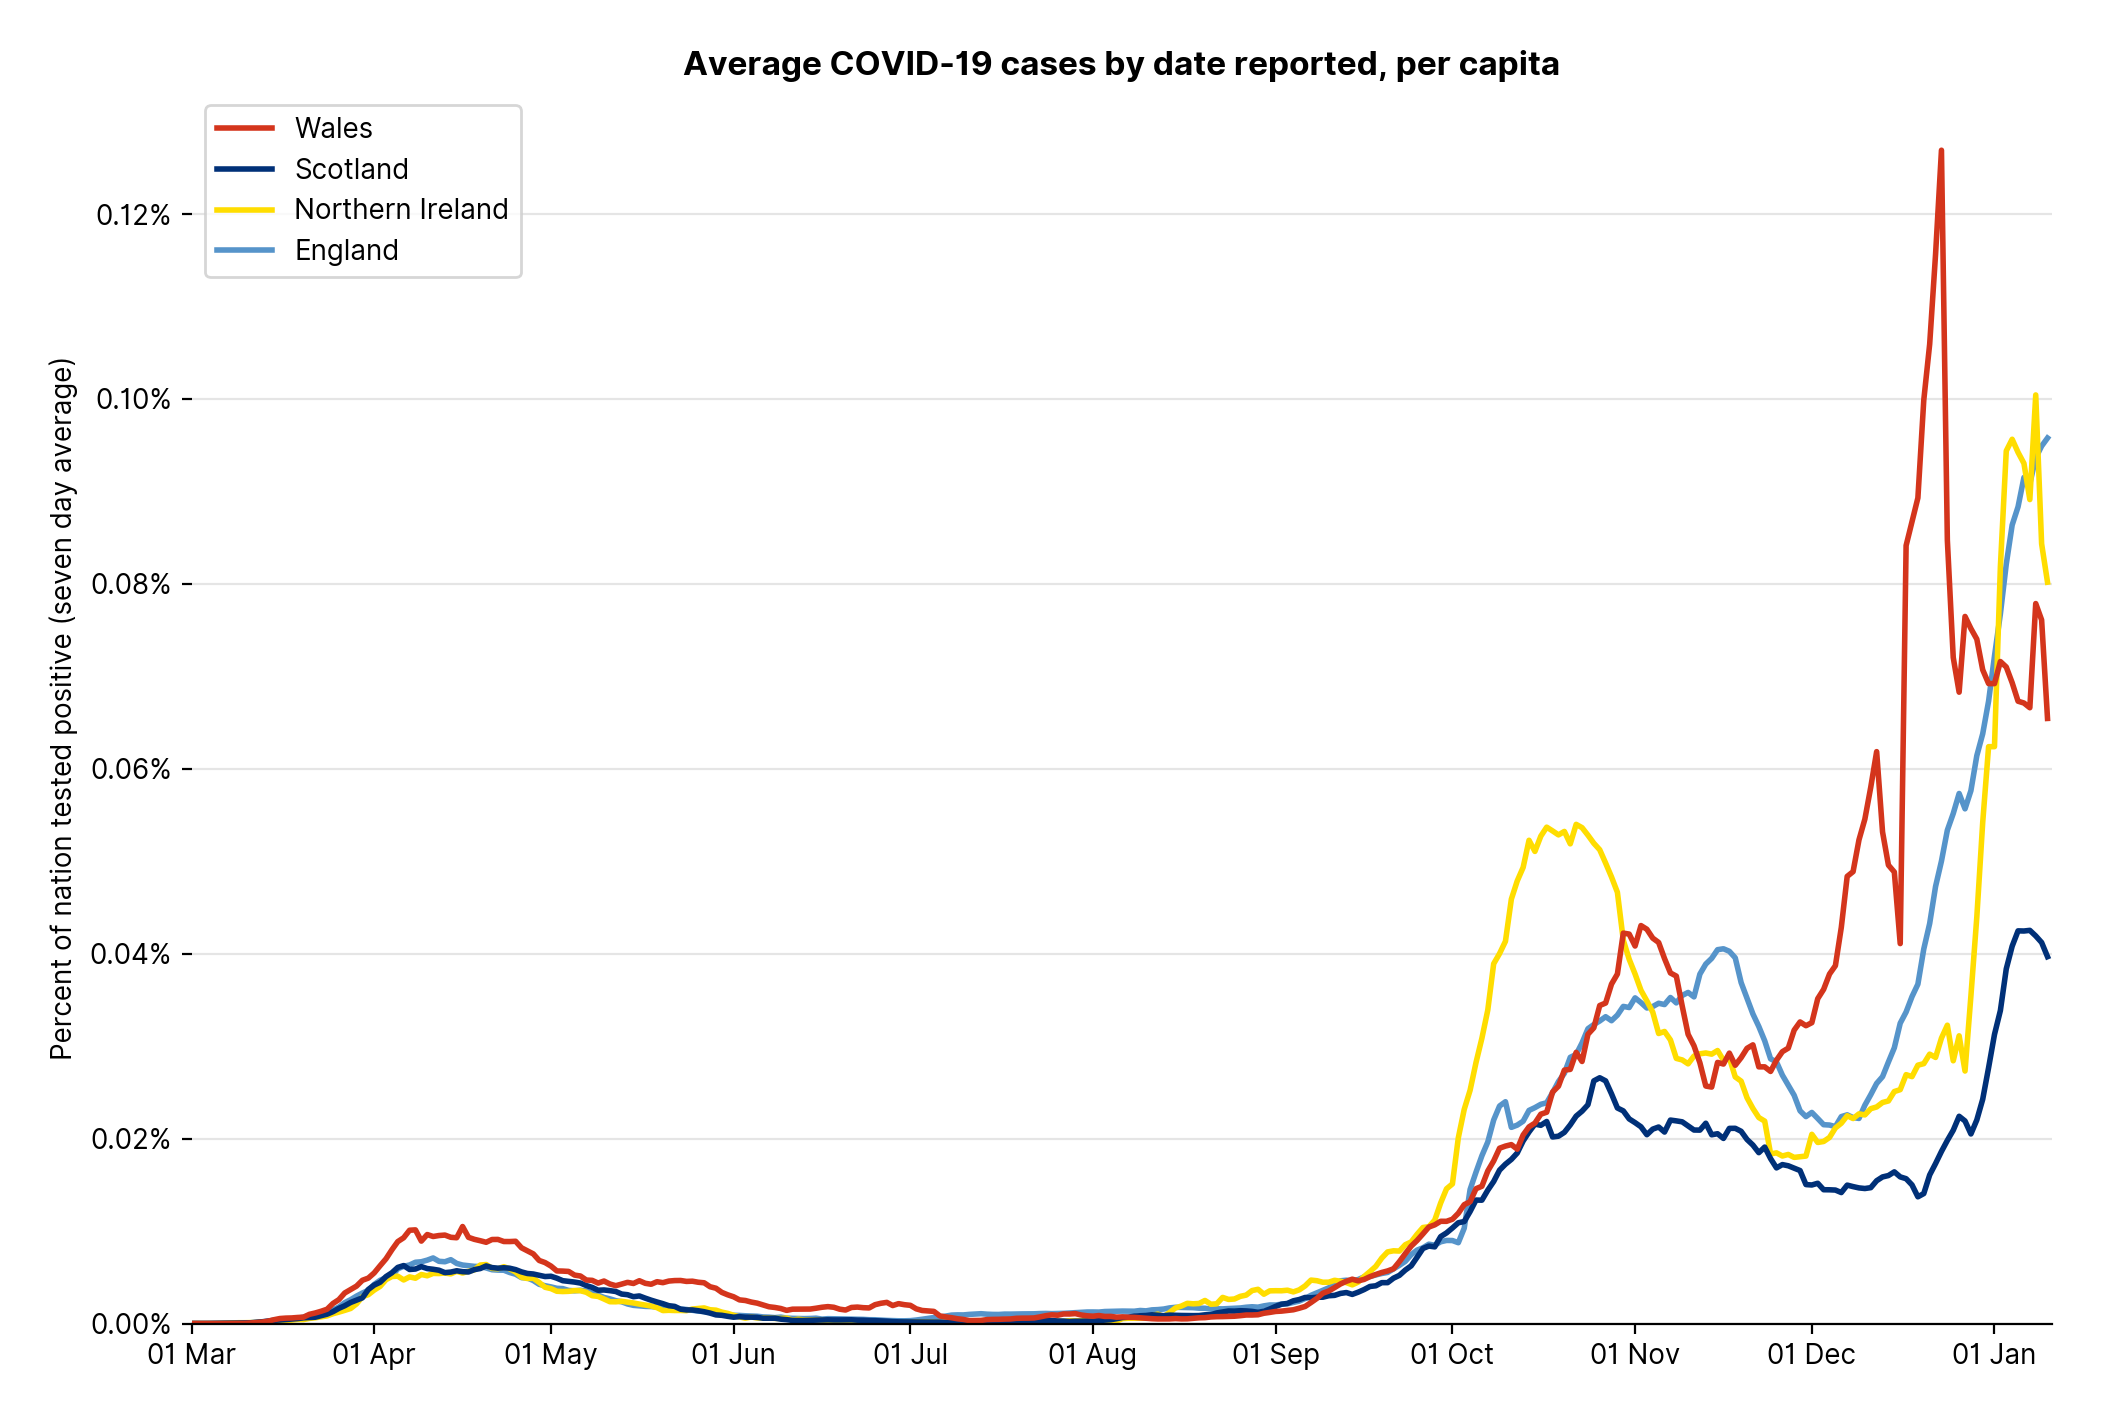 Average COVID-19 cases by date reported, per capita
Wales
Scotland
Northern Ireland
England
Percent of nation tested positive (seven day average)
0.12%
0.10%
0.08%
0.06%
0.04%
0.02%
0.00%
01 Mar 01 Apr 01 May 01 Jun 01 Jul 01 Aug 01 Sep 01 Oct 01 Nov 01 Dec 01 Jan